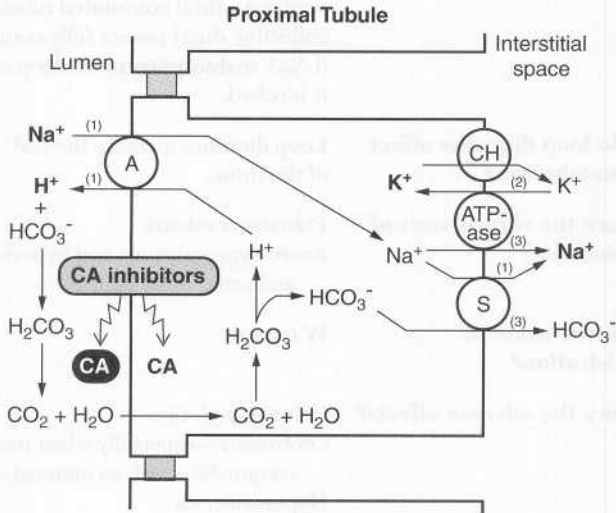 Proximal Tubule
Lumen
Interstitial
space
Na⁺ (1)
A
H⁺ (1)
+
HCO₃⁻
H₂CO₃
CO₂ + H₂O
CA inhibitors
CA
CA
H⁺
HCO₃⁻
H₂CO₃
CO₂ + H₂O
CH
K⁺ (2) K⁺
ATP-
ase
Na⁺ (3) Na⁺
(1)
S
(3) HCO₃⁻